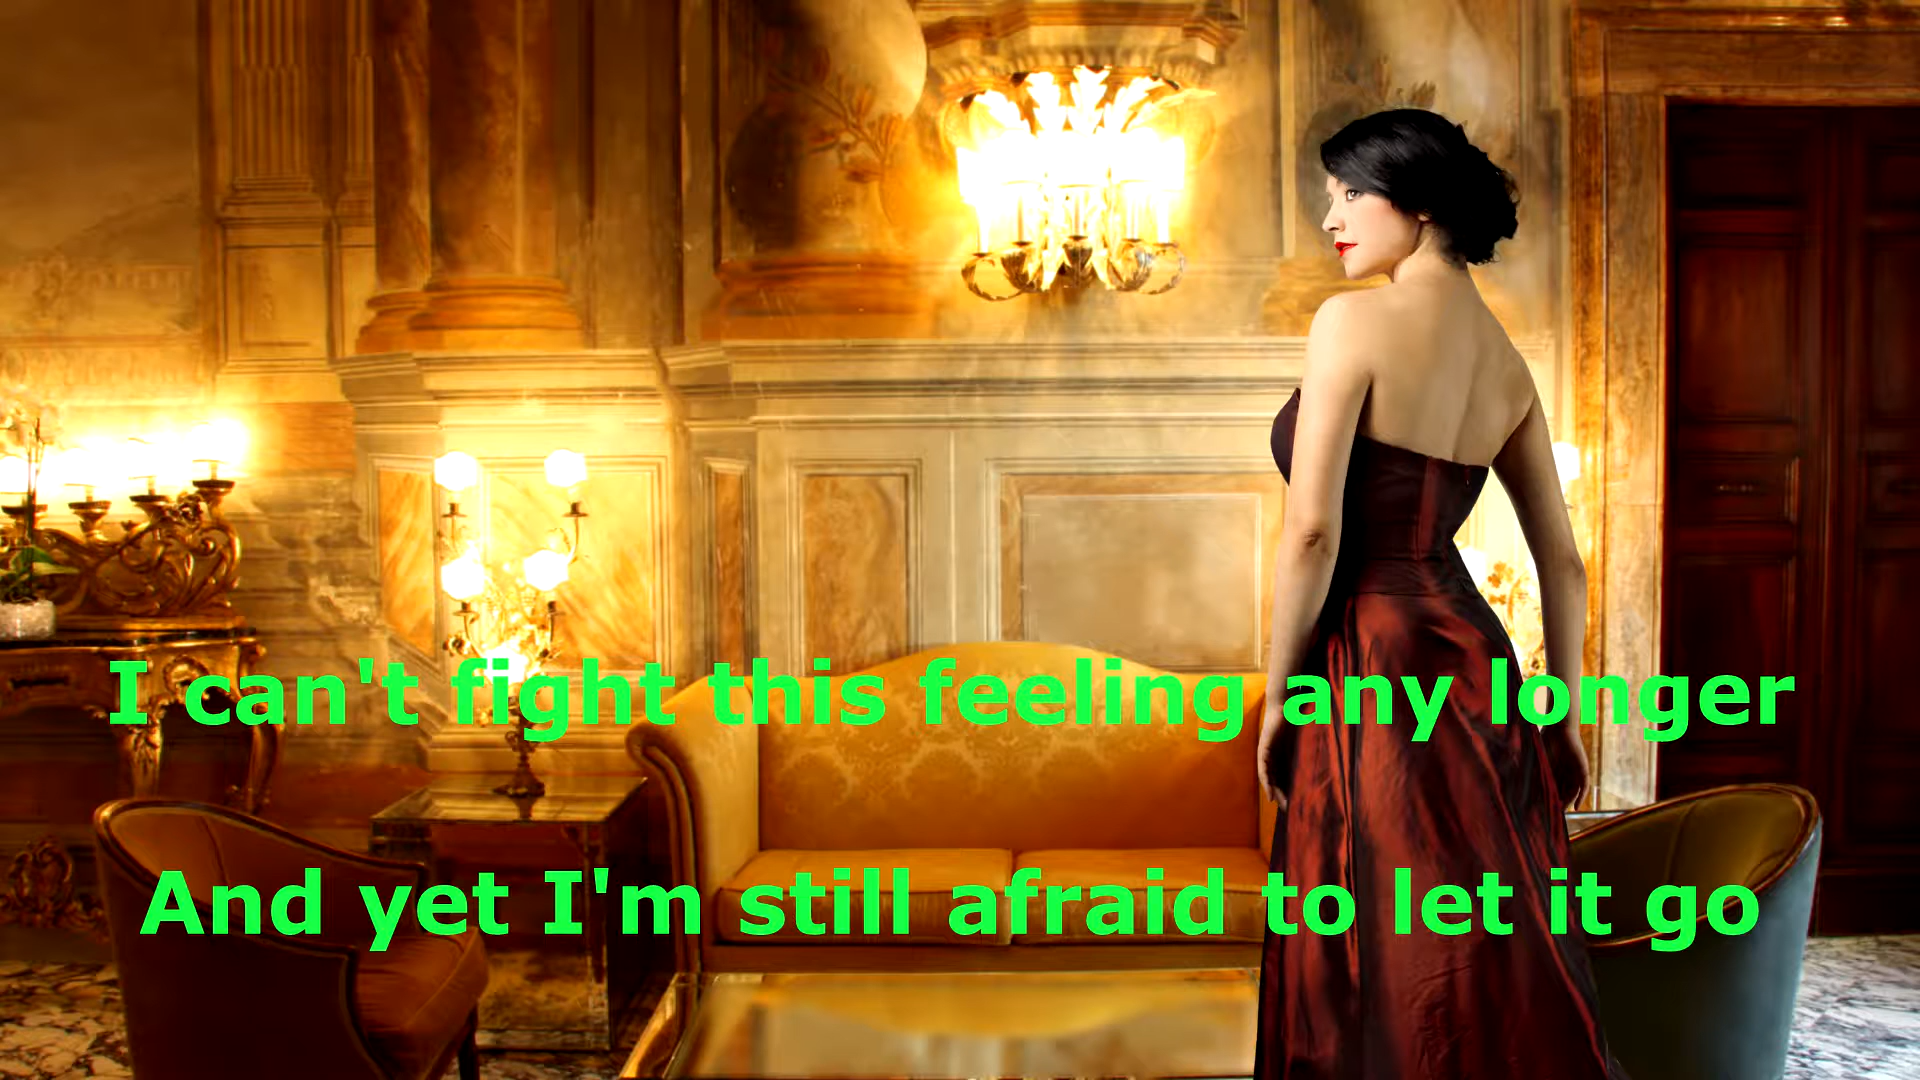 I can't fight this feeling any longer
And yet I'm still afraid to let it go